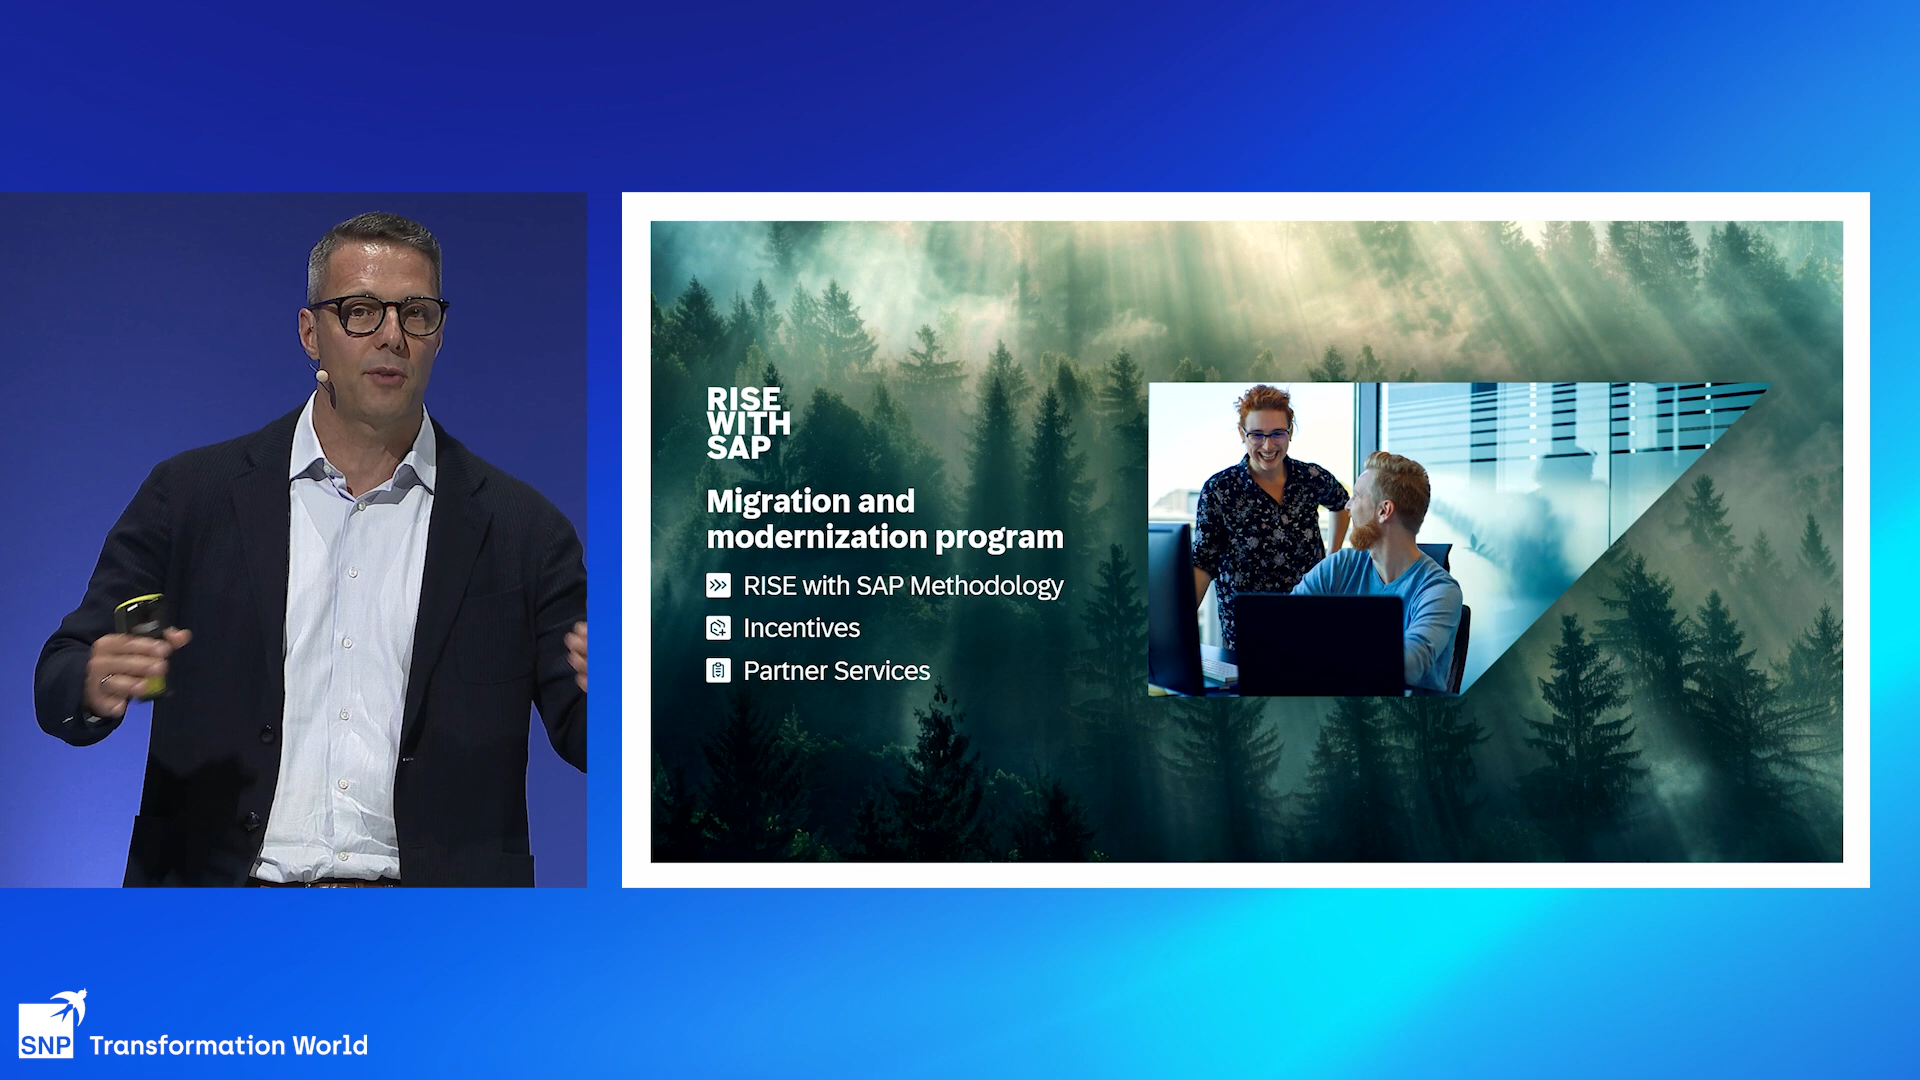 RISE
WITH
SAP
Migration and
modernization program
RISE with SAP Methodology
Incentives
Partner Services
SNP Transformation World